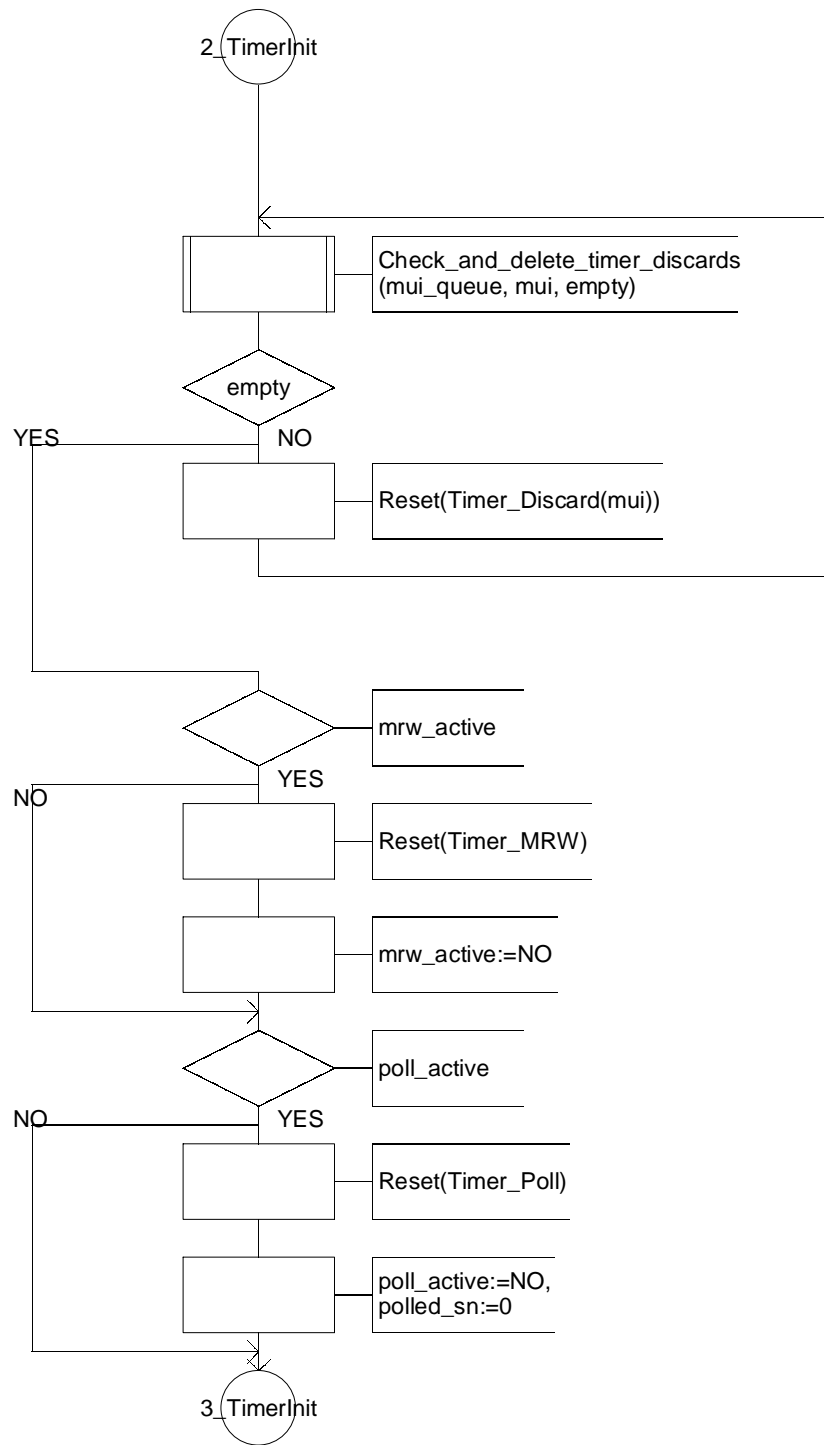 2_TimerInit
Check_and_delete_timer_discards
(mui_queue, mui, empty)
empty
YES
NO
Reset(Timer_Discard(mui))
mrw_active
YES
NO
Reset(Timer_MRW)
mrw_active:=NO
poll_active
NO
YES
Reset(Timer_Poll)
poll_active:=NO,
polled_sn:=0
3_TimerInit